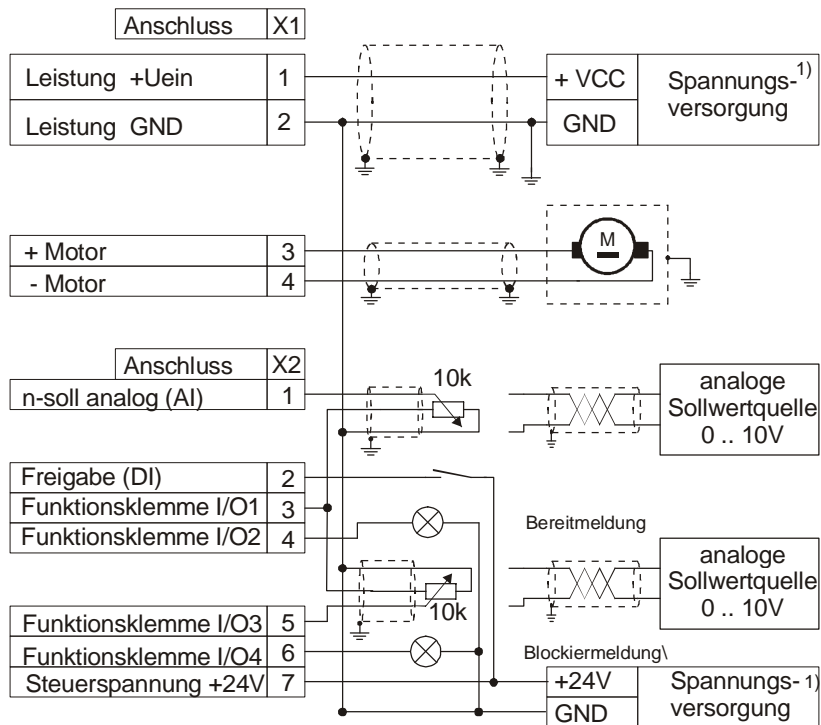 Anschluss X1
Leistung +Uein 1 + VCC Spannungs-1)
versorgung
Leistung GND 2 GND
M
+ Motor 3
- Motor 4
Anschluss X2
n-soll analog (AI) 1
10k
analoge
Sollwertquelle
0 .. 10V
Freigabe (DI) 2
Funktionsklemme I/O1 3
Funktionsklemme I/O2 4
Bereitmeldung
analoge
Sollwertquelle
0 .. 10V
10k
Funktionsklemme I/O3 5
Funktionsklemme I/O4 6
Blockiermeldung\
Steuerspannung +24V 7 +24V Spannungs- 1)
GND versorgung